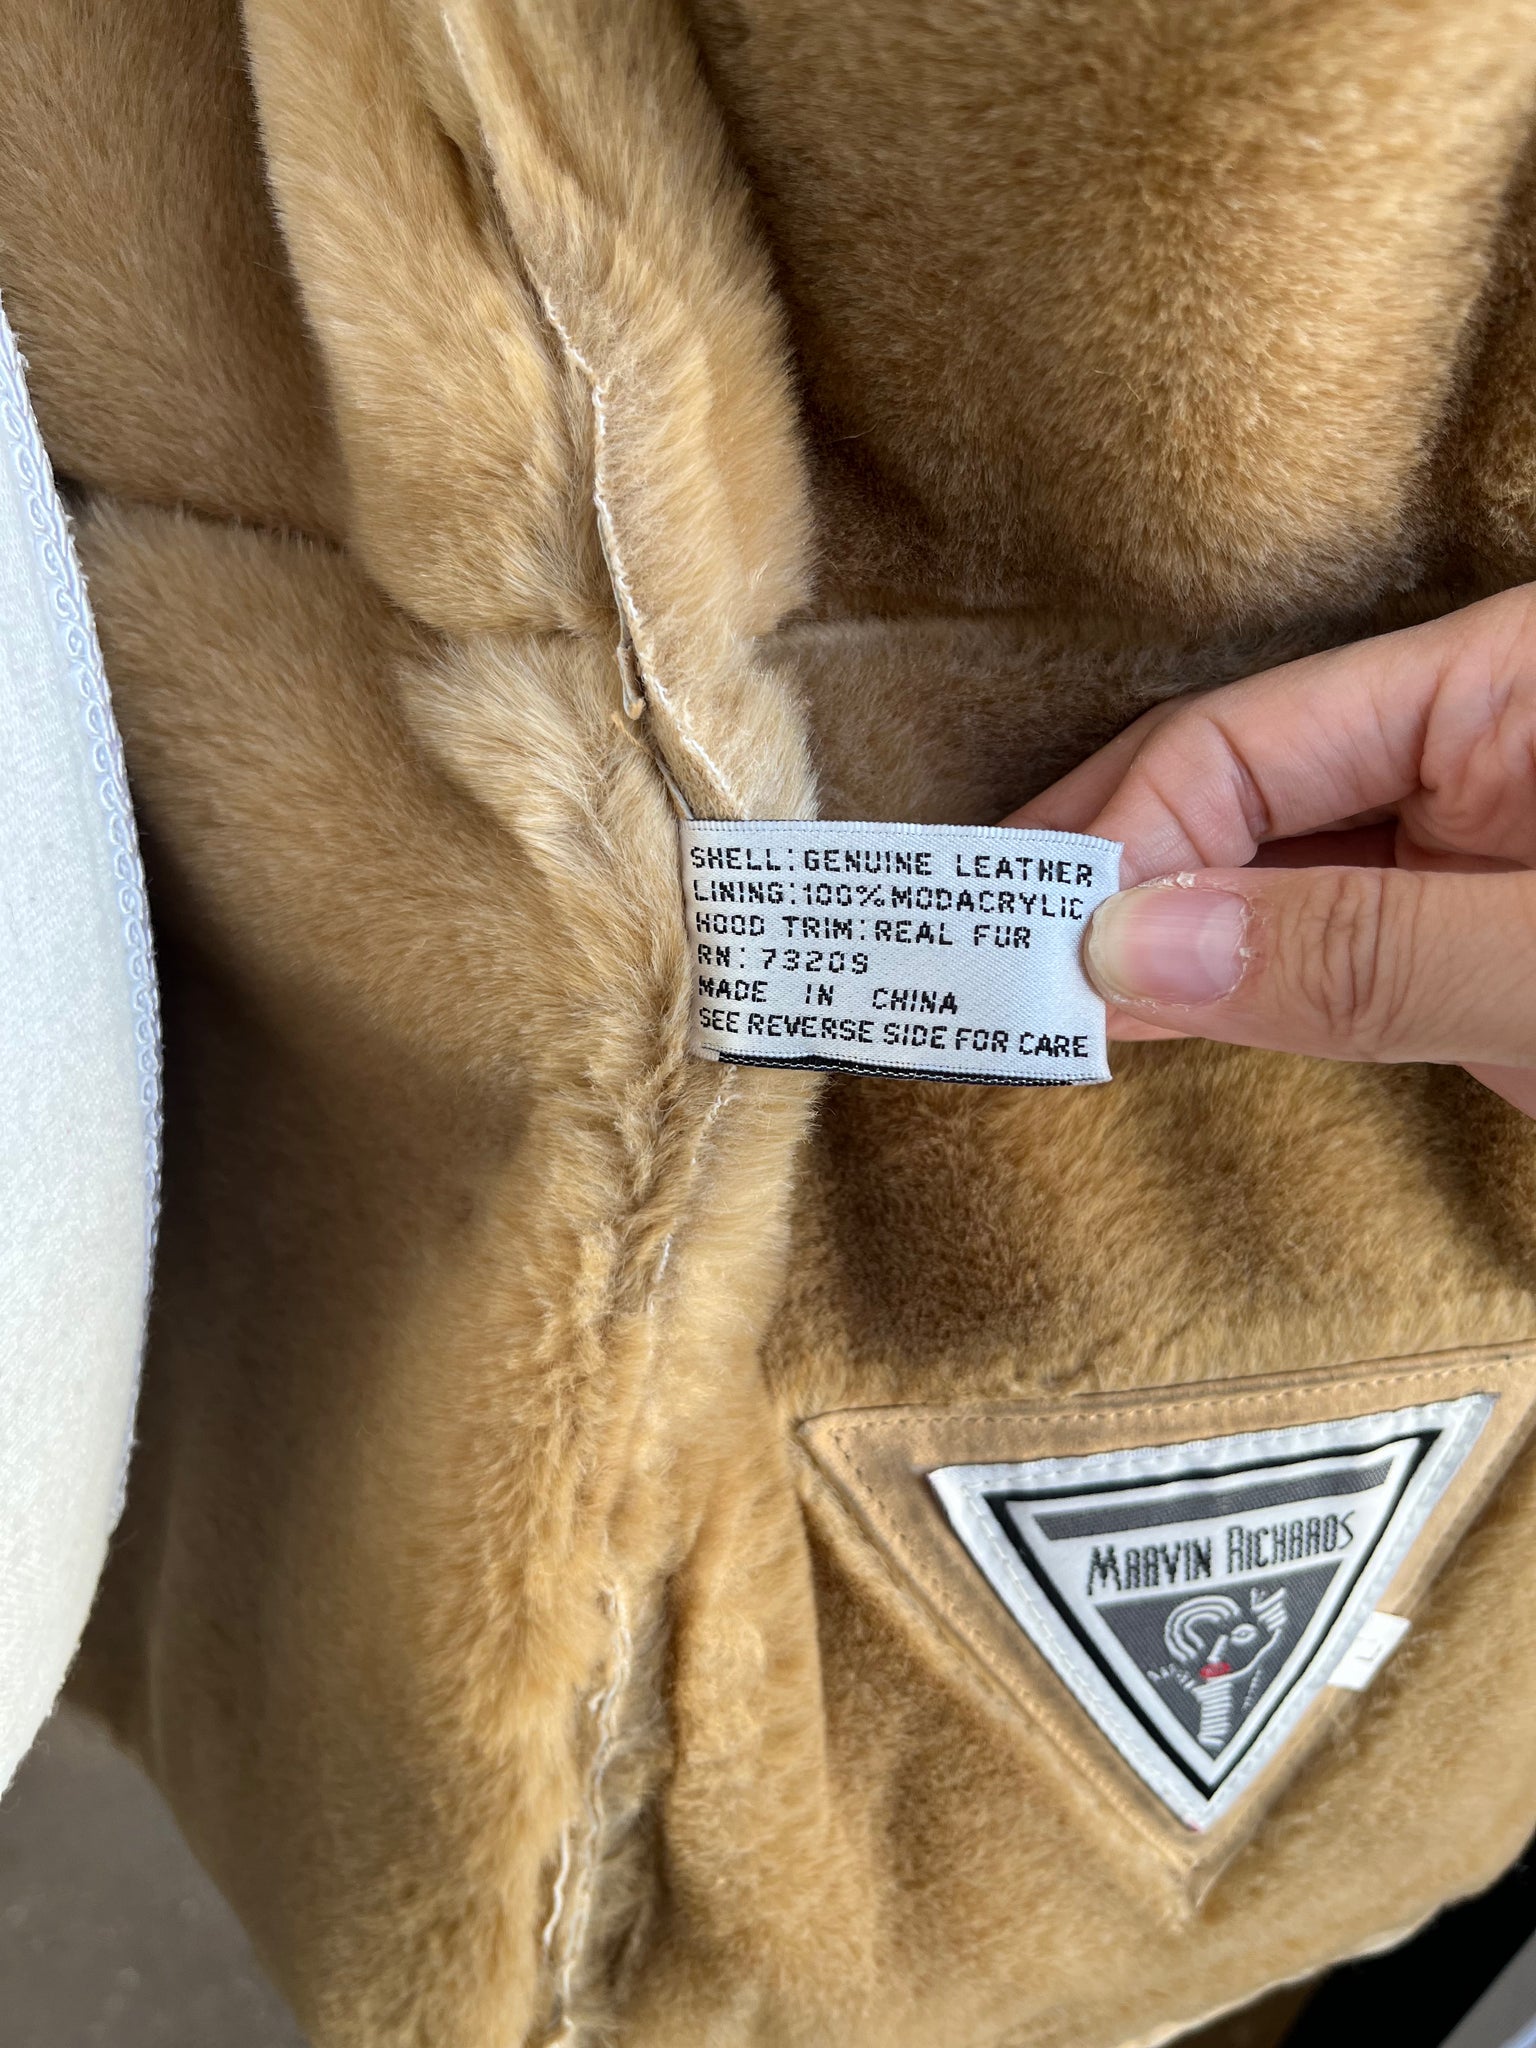 SHELL: GENUINE LEATHER
LINING: 100% MODACRYLIC
HOOD TRIM: REAL FUR
RN: 73209
MADE IN CHINA
SEE REVERSE SIDE FOR CARE
MARVIN RICHARDS
L